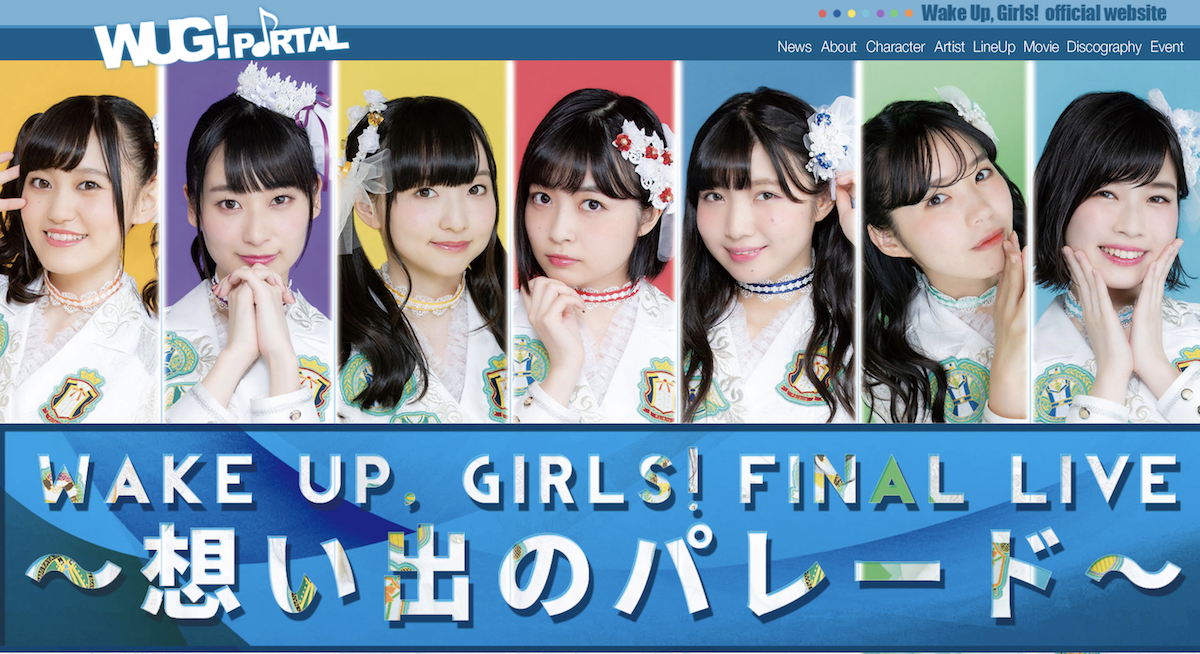 Wake Up, Girls! official website
WUG! PORTAL
News About Character Artist LineUp Movie Discography Event
WAKE UP, GIRLS! FINAL LIVE
～想い出のパレード～